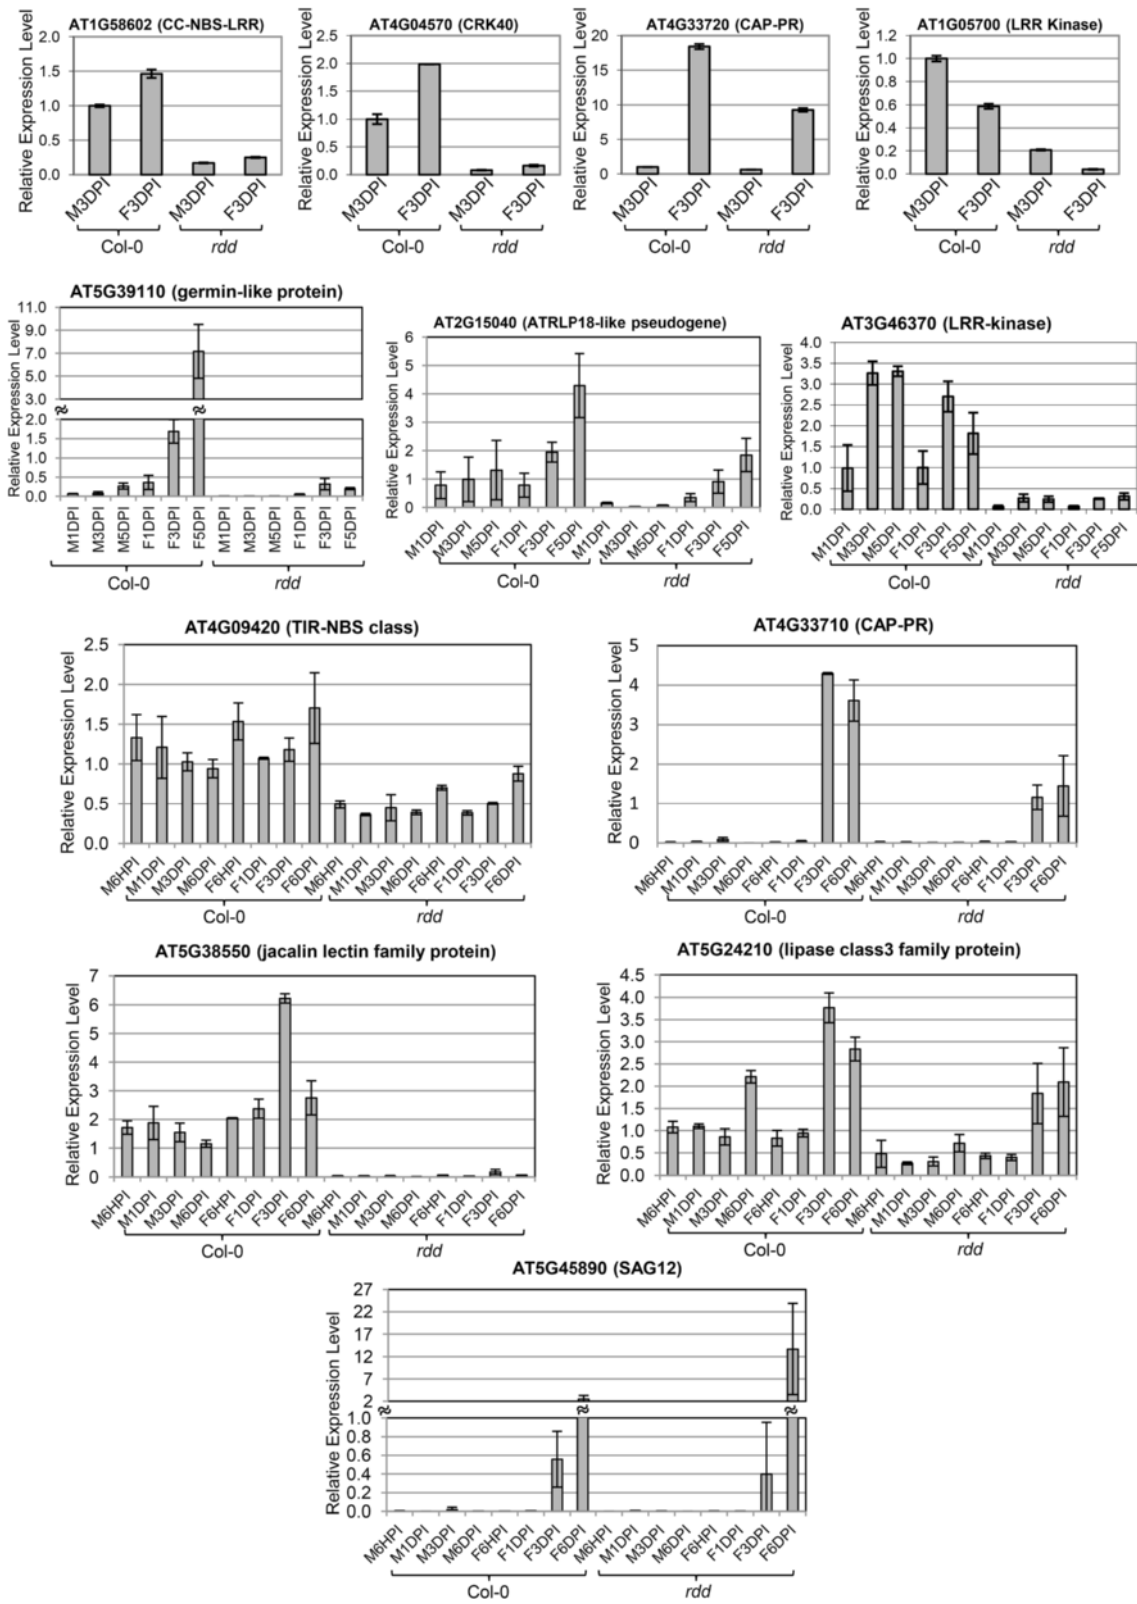 AT1G58602 (CC-NBS-LRR)
Relative Expression Level
2.0
1.5
1.0
0.5
0.0
M3DPI F3DPI M3DPI F3DPI
Col-0 rdd
AT4G04570 (CRK40)
Relative Expression Level
2.5
2.0
1.5
1.0
0.5
0.0
M3DPI F3DPI M3DPI F3DPI
Col-0 rdd
AT4G33720 (CAP-PR)
Relative Expression Level
20
15
10
5
0
M3DPI F3DPI M3DPI F3DPI
Col-0 rdd
AT1G05700 (LRR Kinase)
Relative Expression Level
1.2
1.0
0.8
0.6
0.4
0.2
0.0
M3DPI F3DPI M3DPI F3DPI
Col-0 rdd
AT5G39110 (germin-like protein)
Relative Expression Level
11.0
9.0
7.0
5.0
3.0
2.0
1.5
1.0
0.5
0.0
M1DPI M3DPI M5DPI F1DPI F3DPI F5DPI M1DPI M3DPI M5DPI F1DPI F3DPI F5DPI
Col-0 rdd
AT2G15040 (ATRLP18-like pseudogene)
Relative Expression Level
6
5
4
3
2
1
0
M1DPI M3DPI M5DPI F1DPI F3DPI F5DPI M1DPI M3DPI M5DPI F1DPI F3DPI F5DPI
Col-0 rdd
AT3G46370 (LRR-kinase)
Relative Expression Level
4.0
3.5
3.0
2.5
2.0
1.5
1.0
0.5
0.0
M1DPI M3DPI M5DPI F1DPI F3DPI F5DPI M1DPI M3DPI M5DPI F1DPI F3DPI F5DPI
Col-0 rdd
AT4G09420 (TIR-NBS class)
Relative Expression Level
2.5
2.0
1.5
1.0
0.5
0.0
M6HPI M1DPI M3DPI M6DPI F6HPI F1DPI F3DPI F6DPI M6HPI M1DPI M3DPI M6DPI F6HPI F1DPI F3DPI F6DPI
Col-0 rdd
AT4G33710 (CAP-PR)
Relative Expression Level
5
4
3
2
1
0
M6HPI M1DPI M3DPI M6DPI F6HPI F1DPI F3DPI F6DPI M6HPI M1DPI M3DPI M6DPI F6HPI F1DPI F3DPI F6DPI
Col-0 rdd
AT5G38550 (jacalin lectin family protein)
Relative Expression Level
7
6
5
4
3
2
1
0
M6HPI M1DPI M3DPI M6DPI F6HPI F1DPI F3DPI F6DPI M6HPI M1DPI M3DPI M6DPI F6HPI F1DPI F3DPI F6DPI
Col-0 rdd
AT5G24210 (lipase class3 family protein)
Relative Expression Level
4.5
4.0
3.5
3.0
2.5
2.0
1.5
1.0
0.5
0.0
M6HPI M1DPI M3DPI M6DPI F6HPI F1DPI F3DPI F6DPI M6HPI M1DPI M3DPI M6DPI F6HPI F1DPI F3DPI F6DPI
Col-0 rdd
AT5G45890 (SAG12)
Relative Expression Level
27
22
17
12
7
2
1.0
0.8
0.6
0.4
0.2
0.0
M6HPI M1DPI M3DPI M6DPI F6HPI F1DPI F3DPI F6DPI M6HPI M1DPI M3DPI M6DPI F6HPI F1DPI F3DPI F6DPI
Col-0 rdd